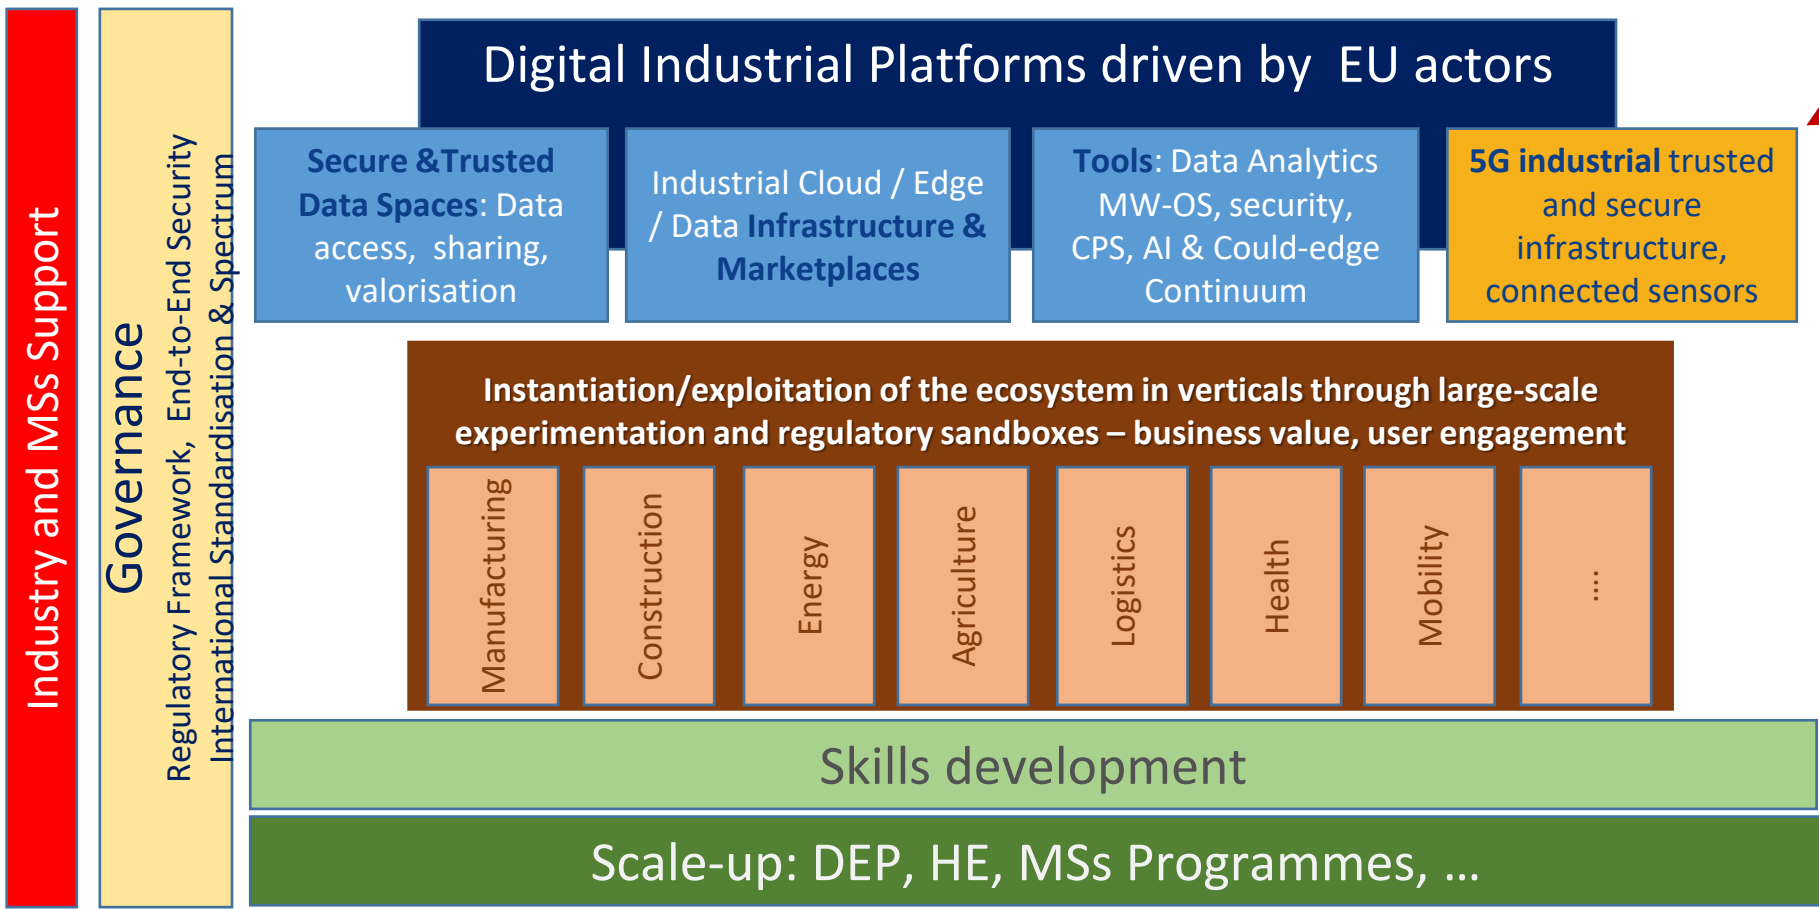 Industry and MSs Support
Governance
Regulatory Framework, End-to-End Security
International Standardisation & Spectrum
Digital Industrial Platforms driven by EU actors
Secure &Trusted
Data Spaces: Data
access, sharing,
valorisation
Industrial Cloud / Edge
/ Data Infrastructure &
Marketplaces
Tools: Data Analytics
MW-OS, security,
CPS, AI & Could-edge
Continuum
5G industrial trusted
and secure
infrastructure,
connected sensors
Instantiation/exploitation of the ecosystem in verticals through large-scale
experimentation and regulatory sandboxes – business value, user engagement
Manufacturing
Construction
Energy
Agriculture
Logistics
Health
Mobility
....
Skills development
Scale-up: DEP, HE, MSs Programmes, ...